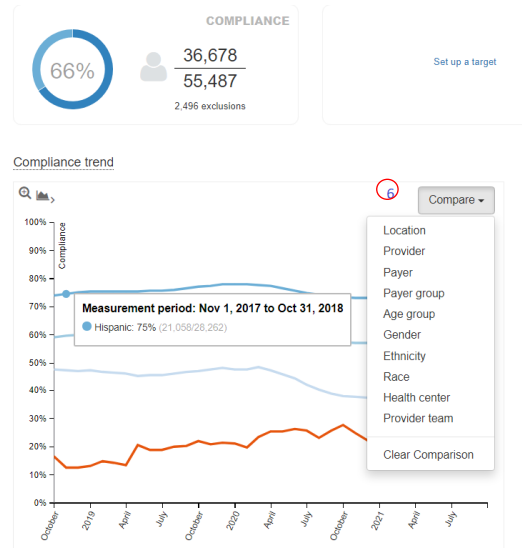 COMPLIANCE
66%
36,678
55,487
2,496 exclusions
Set up a target
Compliance trend
6
Compare
Location
Provider
Payer
Payer group
Age group
Gender
Ethnicity
Race
Health center
Provider team
Clear Comparison
100%
90%
80%
70%
60%
50%
40%
30%
20%
10%
0%
Compliance
Measurement period: Nov 1, 2017 to Oct 31, 2018
Hispanic: 75% (21,058/28,262)
October
2019
April
July
October
2020
April
July
October
2021
April
July